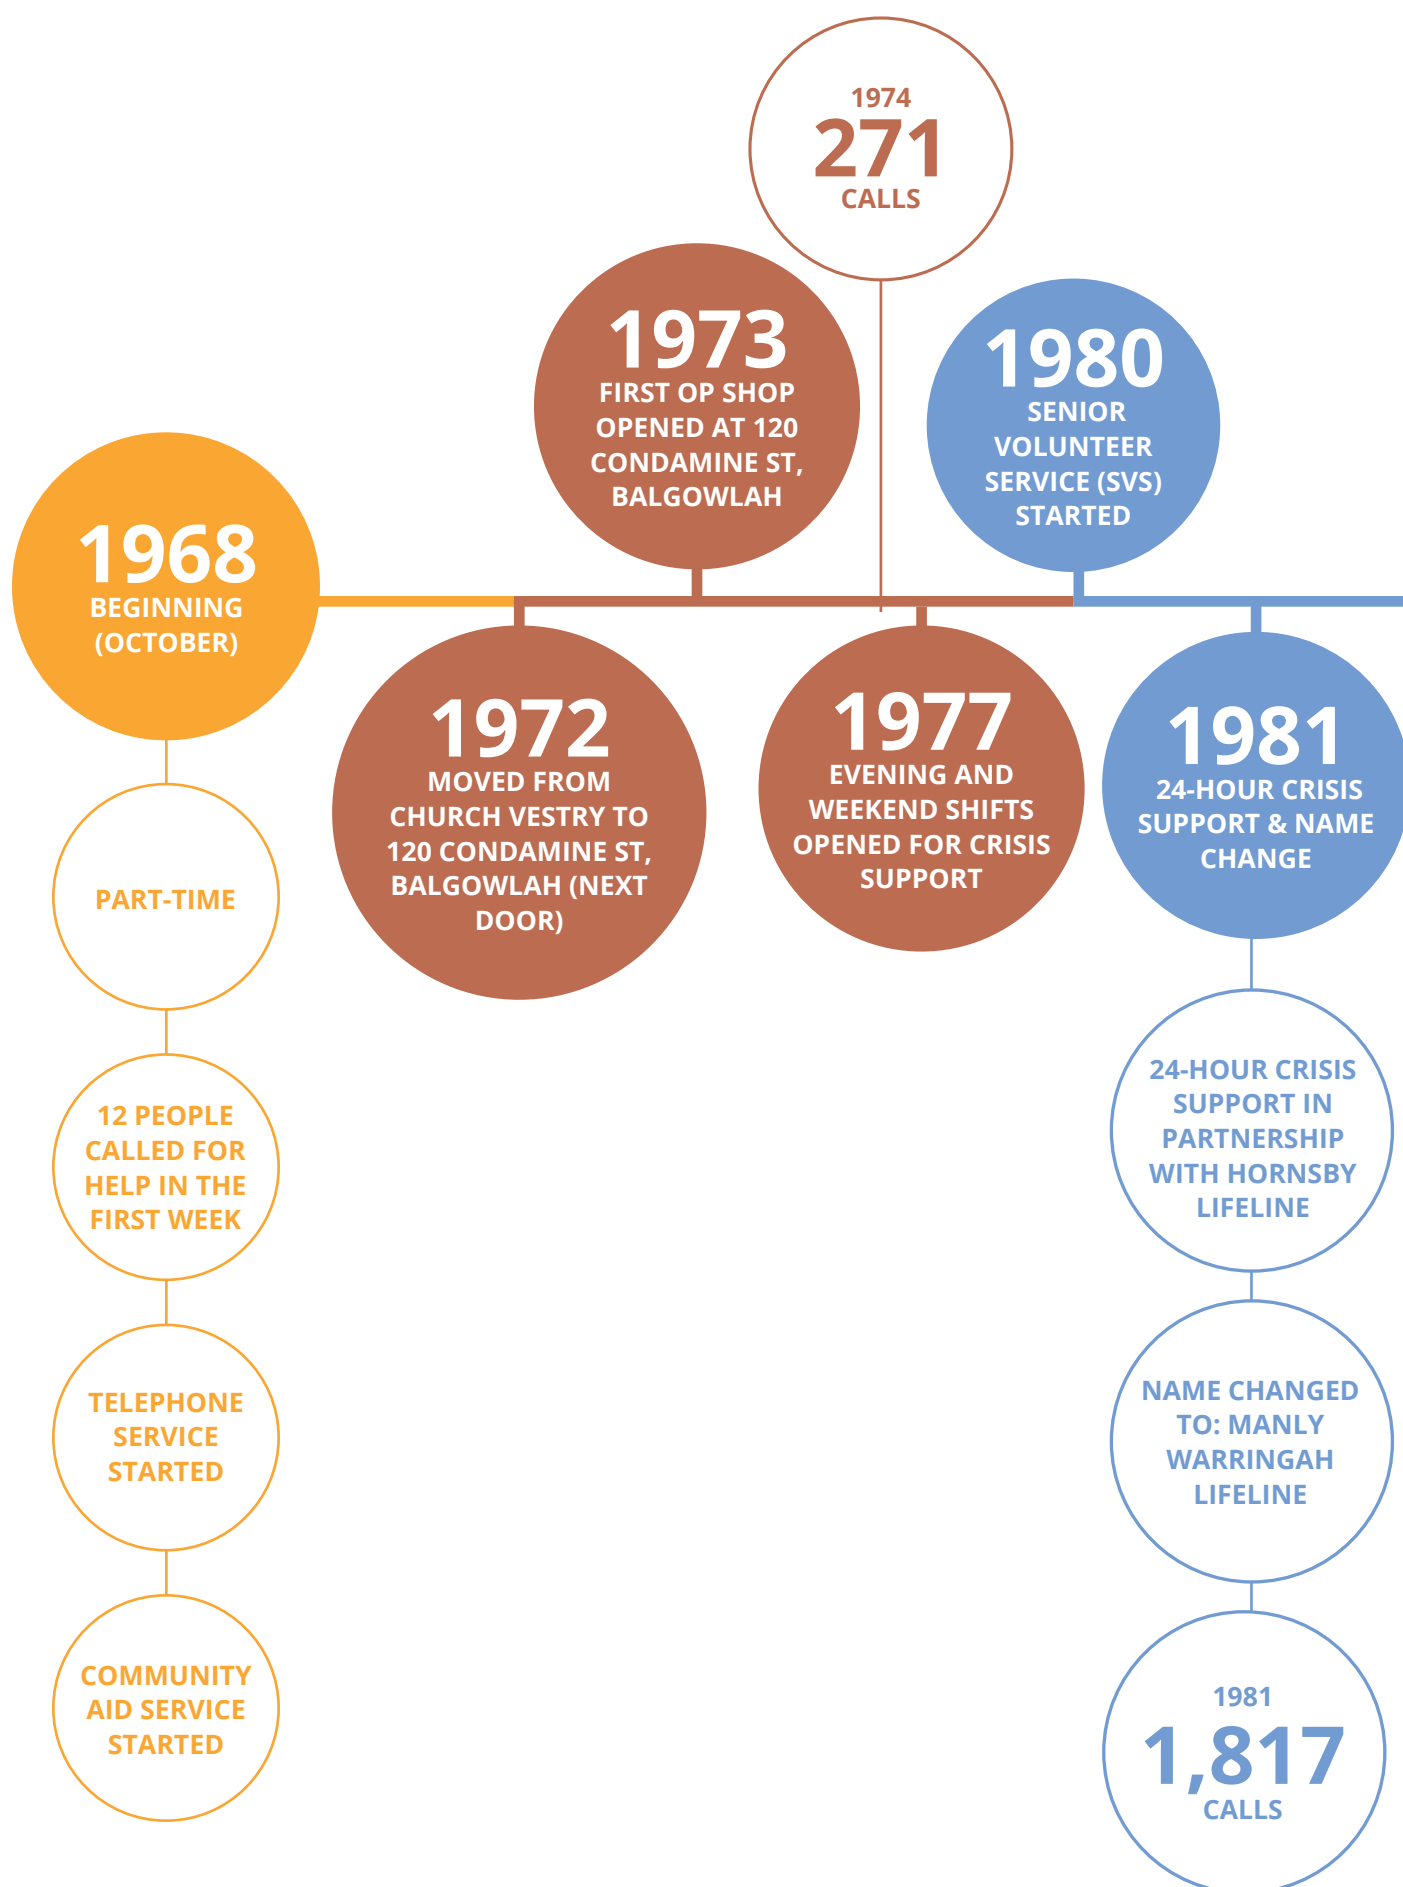 1974
271
CALLS
1973
FIRST OP SHOP
OPENED AT 120
CONDAMINE ST,
BALGOWLAH
1980
SENIOR
VOLUNTEER
SERVICE (SVS)
STARTED
1968
BEGINNING
(OCTOBER)
1972
MOVED FROM
CHURCH VESTRY TO
120 CONDAMINE ST,
BALGOWLAH (NEXT
DOOR)
1977
EVENING AND
WEEKEND SHIFTS
OPENED FOR CRISIS
SUPPORT
1981
24-HOUR CRISIS
SUPPORT & NAME
CHANGE
PART-TIME
12 PEOPLE
CALLED FOR
HELP IN THE
FIRST WEEK
TELEPHONE
SERVICE
STARTED
COMMUNITY
AID SERVICE
STARTED
24-HOUR CRISIS
SUPPORT IN
PARTNERSHIP
WITH HORNSBY
LIFELINE
NAME CHANGED
TO: MANLY
WARRINGAH
LIFELINE
1981
1,817
CALLS